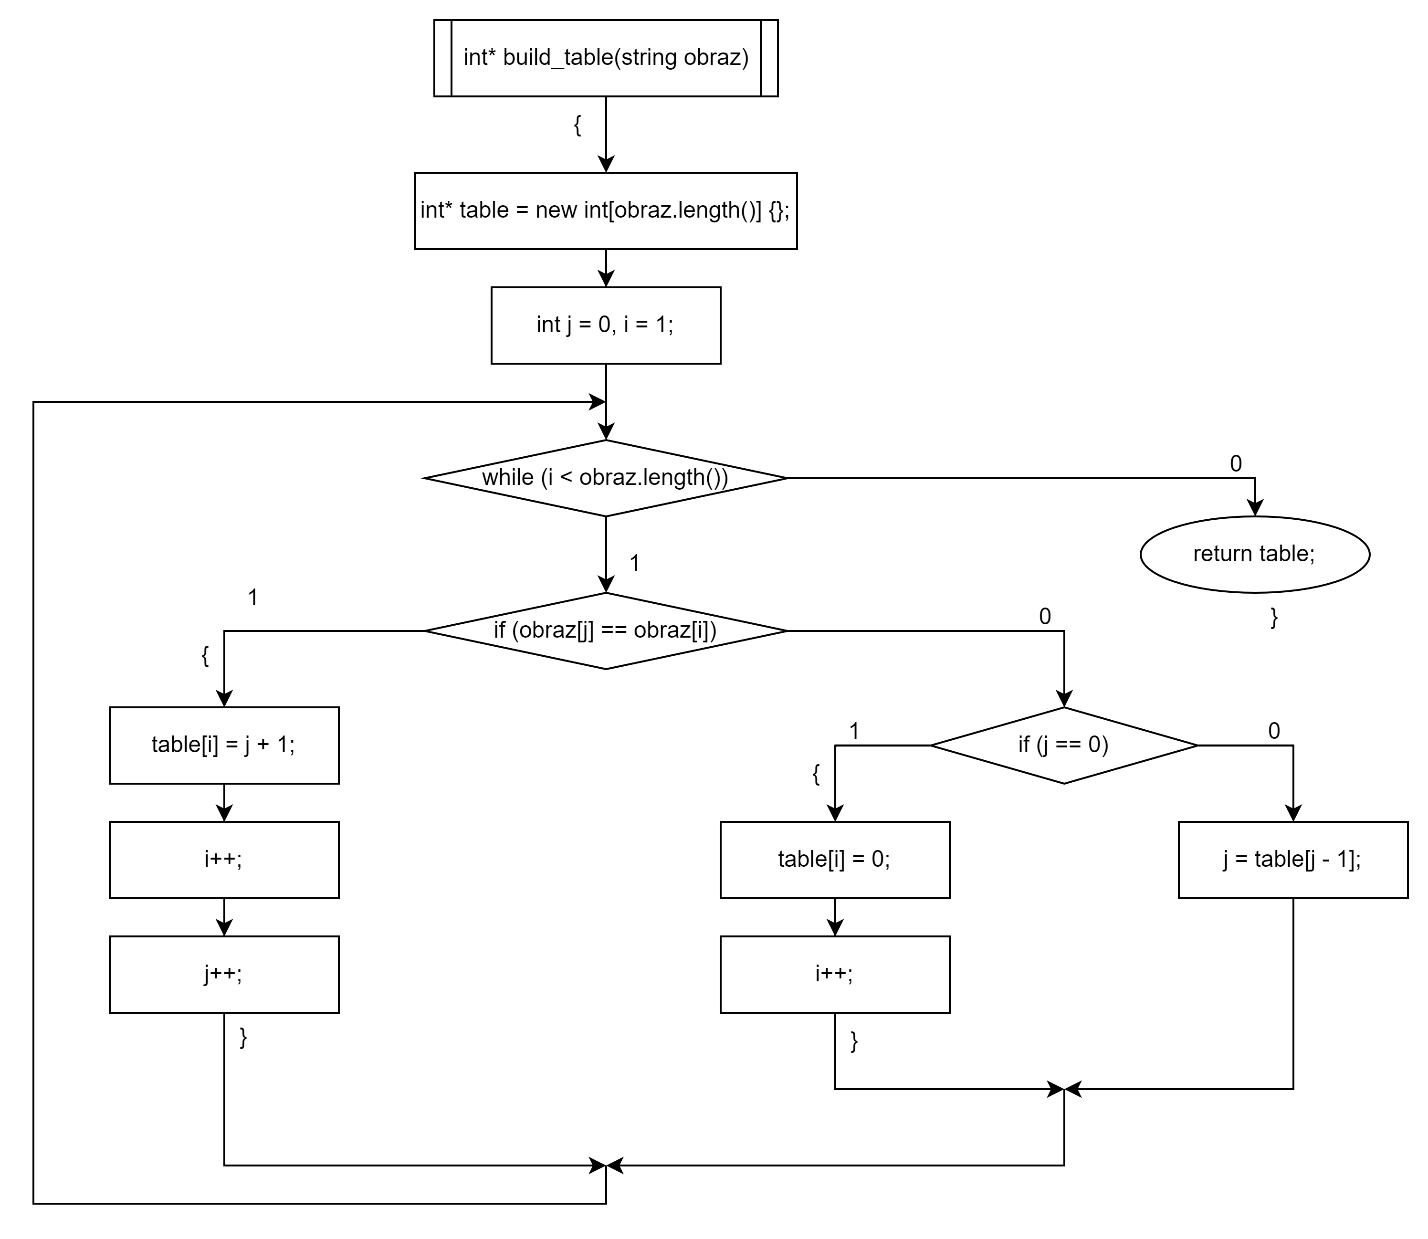 int* build_table(string obraz)
{
int* table = new int[obraz.length()] {};
int j = 0, i = 1;
while (i < obraz.length())
0
return table;
}
1
if (obraz[j] == obraz[i])
1
{
0
table[i] = j + 1;
i++;
j++;
}
if (j == 0)
1
{
0
table[i] = 0;
i++;
}
j = table[j - 1];